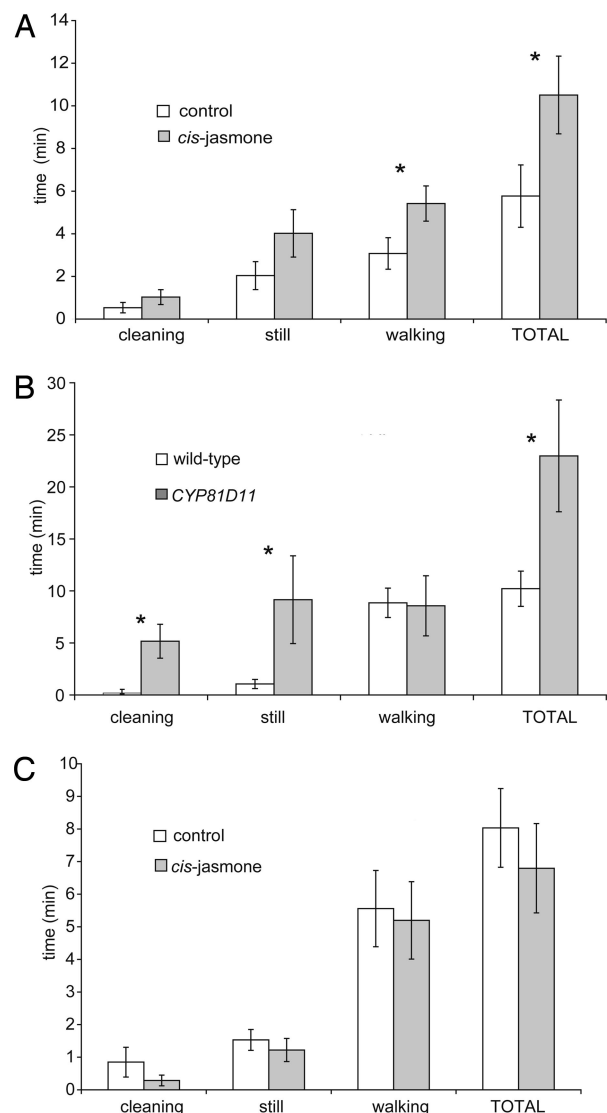 A
14
12
10
8
6
4
2
0
time (min)
control
cis-jasmone
*
*
cleaning still walking TOTAL
B
30
25
20
15
10
5
0
time (min)
wild-type
CYP81D11
*
*
*
cleaning still walking TOTAL
C
10
9
8
7
6
5
4
3
2
1
0
time (min)
control
cis-jasmone
cleaning still walking TOTAL